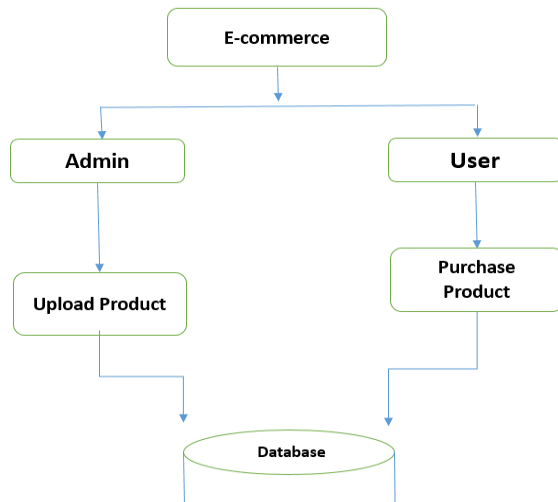 E-commerce
Admin
User
Purchase
Product
Upload Product
Database